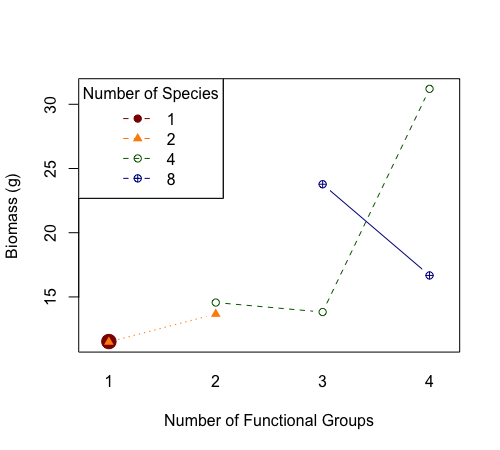 Number of Species
1
2
4
8
Biomass (g)
30
25
20
15
1 2 3 4
Number of Functional Groups